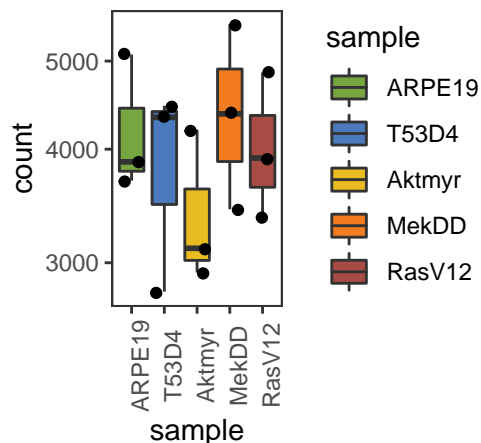 count
5000
4000
3000
ARPE19
T53D4
Aktmyr
MekDD
RasV12
sample
sample
ARPE19
T53D4
Aktmyr
MekDD
RasV12